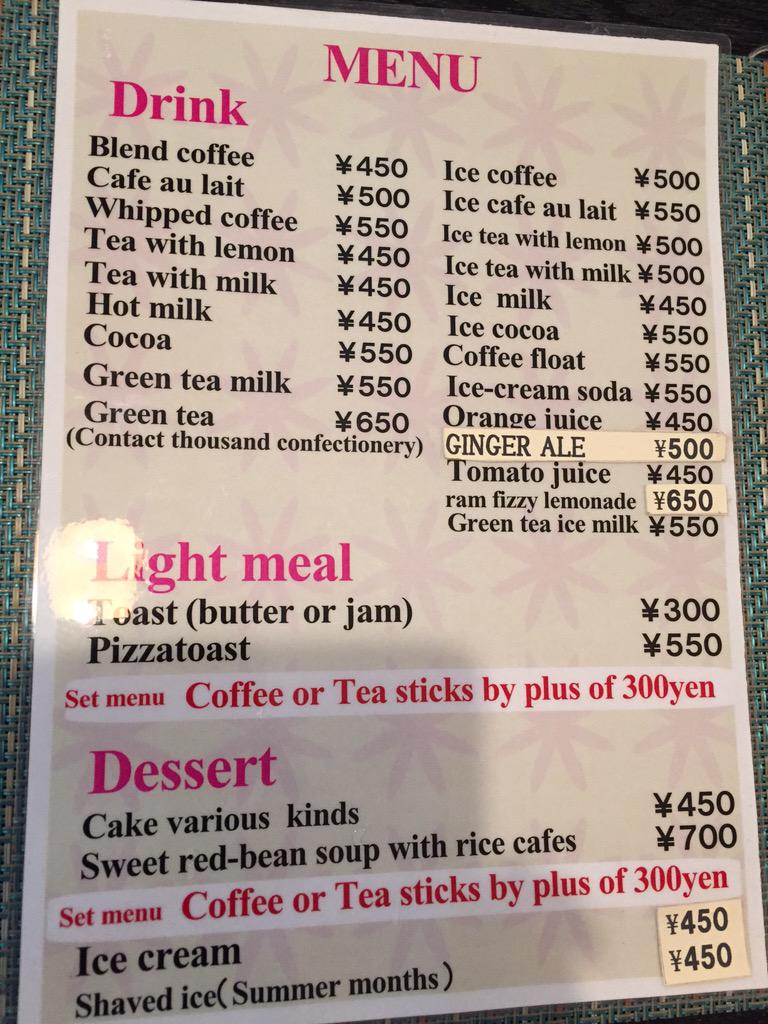 MENU
Drink
Blend coffee ¥450
Cafe au lait ¥500
Whipped coffee ¥550
Tea with lemon ¥450
Tea with milk ¥450
Hot milk ¥450
Cocoa ¥550
Green tea milk ¥550
Green tea ¥650
(Contact thousand confectionery)
Ice coffee ¥500
Ice cafe au lait ¥550
Ice tea with lemon ¥500
Ice tea with milk ¥500
Ice milk ¥450
Ice cocoa ¥550
Coffee float ¥550
Ice-cream soda ¥550
Orange juice ¥450
GINGER ALE ¥500
Tomato juice ¥450
ram fizzy lemonade ¥650
Green tea ice milk ¥550
Light meal
Toast (butter or jam) ¥300
Pizzatoast ¥550
Set menu Coffee or Tea sticks by plus of 300yen
Dessert
Cake various kinds ¥450
Sweet red-bean soup with rice cafes ¥700
Set menu Coffee or Tea sticks by plus of 300yen
Ice cream ¥450
Shaved ice(Summer months) ¥450